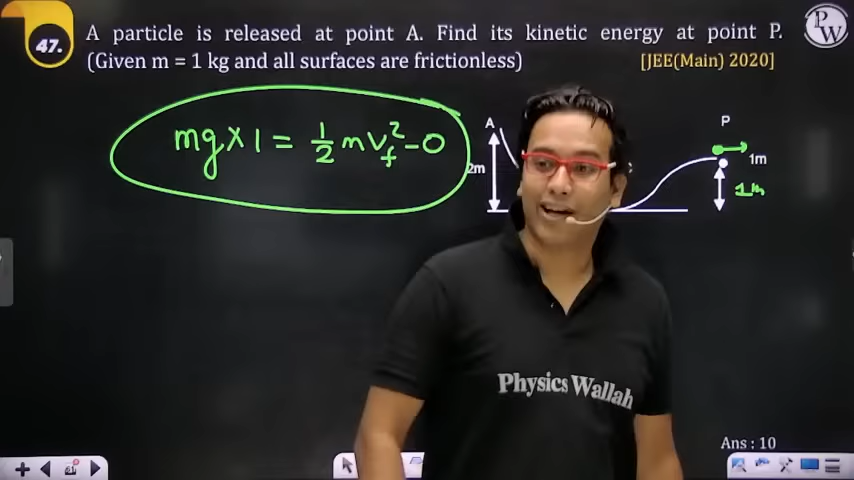 47.
A particle is released at point A. Find its kinetic energy at point P.
(Given m = 1 kg and all surfaces are frictionless)
[JEE(Main) 2020]
PW
mg × 1 = 1/2 m v_f^2 - 0
A
2m
P
1m
1m
Physics Wallah
Ans : 10